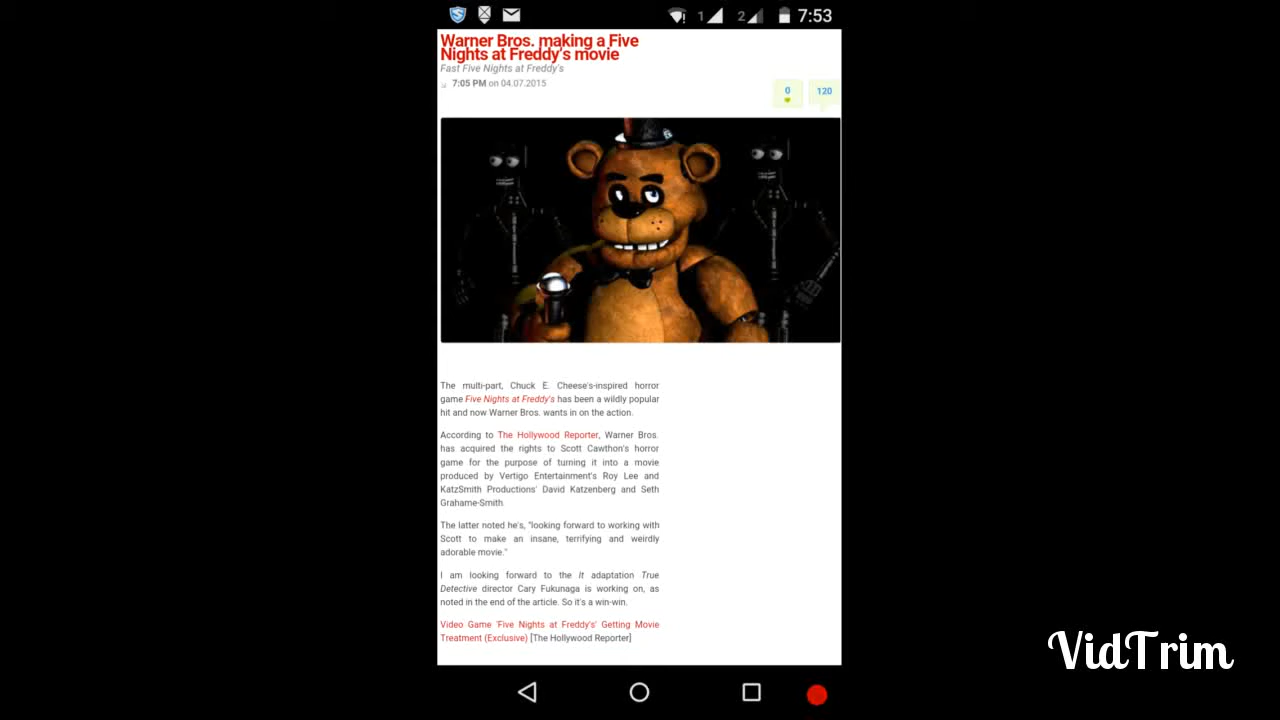 1 2 7:53
Warner Bros. making a Five
Nights at Freddy's movie
Fast Five Nights at Freddy's
7:05 PM on 04.07.2015
0 120
The multi-part, Chuck E. Cheese's-inspired horror
game Five Nights at Freddy's has been a wildly popular
hit and now Warner Bros. wants in on the action.
According to The Hollywood Reporter, Warner Bros.
has acquired the rights to Scott Cawthon's horror
game for the purpose of turning it into a movie
produced by Vertigo Entertainment's Roy Lee and
KatzSmith Productions' David Katzenberg and Seth
Grahame-Smith.
The latter noted he's, "looking forward to working with
Scott to make an insane, terrifying and weirdly
adorable movie."
I am looking forward to the It adaptation True
Detective director Cary Fukunaga is working on, as
noted in the end of the article. So it's a win-win.
Video Game 'Five Nights at Freddy's' Getting Movie
Treatment (Exclusive) [The Hollywood Reporter]
VidTrim